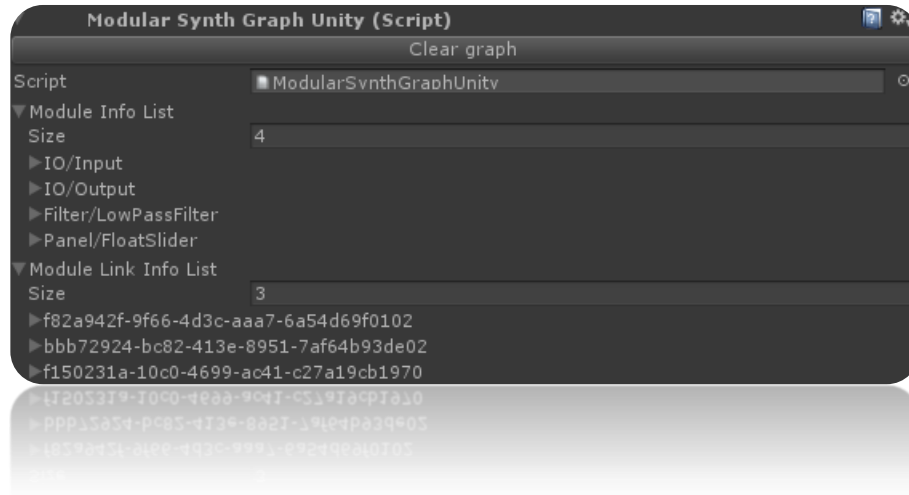 Modular Synth Graph Unity (Script)
Clear graph
Script ModularSynthGraphUnity
Module Info List
Size 4
IO/Input
IO/Output
Filter/LowPassFilter
Panel/FloatSlider
Module Link Info List
Size 3
f82a942f-9f66-4d3c-aaa7-6a54d69f0102
bbb72924-bc82-413e-8951-7af64b93de02
f150231a-10c0-4699-ac41-c27a19cb1970